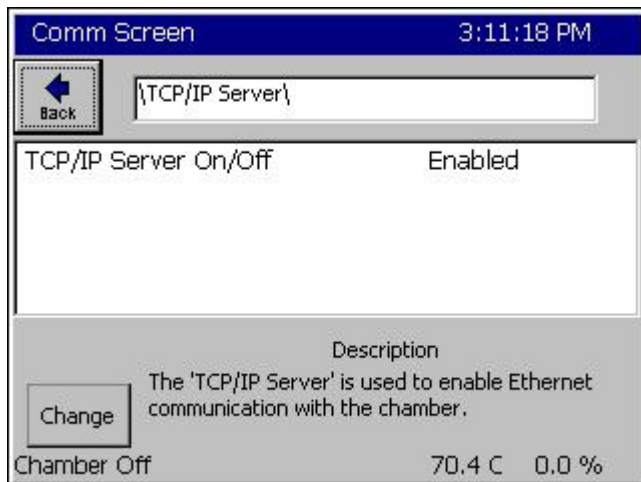 Comm Screen 3:11:18 PM
Back
\TCP/IP Server\
TCP/IP Server On/Off Enabled
Description
The 'TCP/IP Server' is used to enable Ethernet
communication with the chamber.
Change
Chamber Off 70.4 C 0.0 %